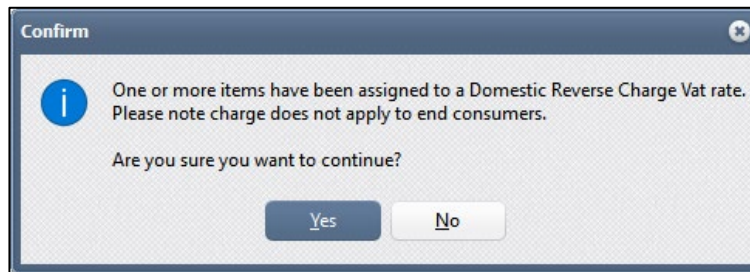 Confirm
One or more items have been assigned to a Domestic Reverse Charge Vat rate.
Please note charge does not apply to end consumers.
Are you sure you want to continue?
Yes
No